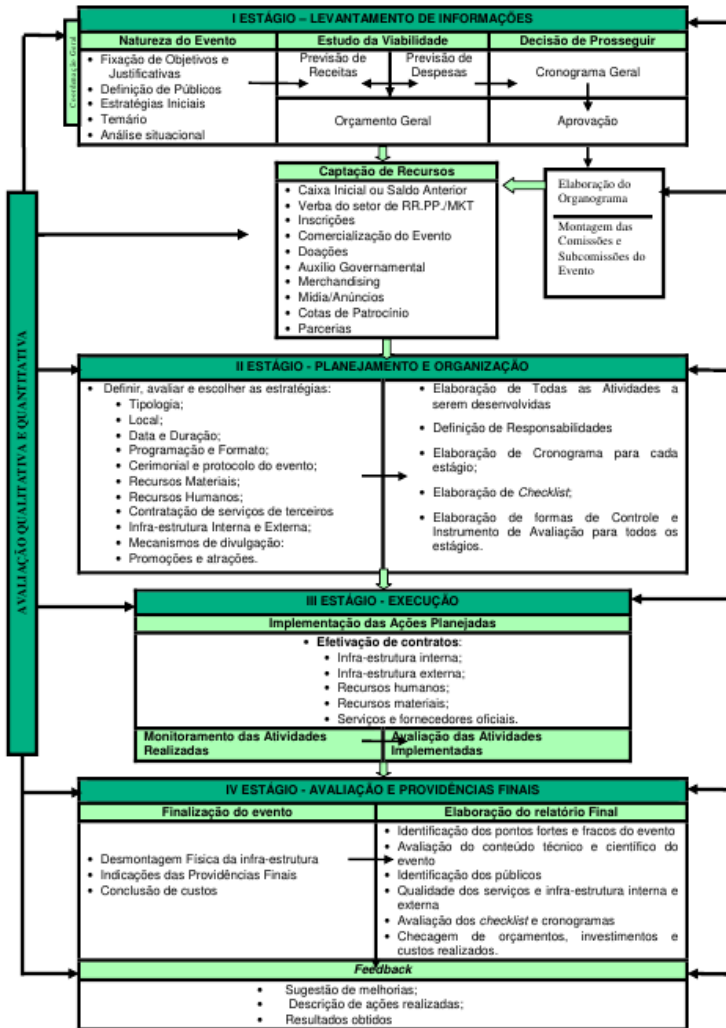 I ESTÁGIO – LEVANTAMENTO DE INFORMAÇÕES
Coordenação Geral
Natureza do Evento
• Fixação de Objetivos e
Justificativas
• Definição de Públicos
• Estratégias Iniciais
• Temário
• Análise situacional
Estudo da Viabilidade
Previsão de
Receitas
Previsão de
Despesas
Orçamento Geral
Decisão de Prosseguir
Cronograma Geral
Aprovação
Captação de Recursos
• Caixa Inicial ou Saldo Anterior
• Verba do setor de RR.PP./MKT
• Inscrições
• Comercialização do Evento
• Doações
• Auxílio Governamental
• Merchandising
• Mídia/Anúncios
• Cotas de Patrocínio
• Parcerias
Elaboração do
Organograma
Montagem das
Comissões e
Subcomissões do
Evento
AVALIAÇÃO QUALITATIVA E QUANTITATIVA
II ESTÁGIO - PLANEJAMENTO E ORGANIZAÇÃO
• Definir, avaliar e escolher as estratégias:
• Tipologia;
• Local;
• Data e Duração;
• Programação e Formato;
• Cerimonial e protocolo do evento;
• Recursos Materiais;
• Recursos Humanos;
• Contratação de serviços de terceiros
• Infra-estrutura Interna e Externa;
• Mecanismos de divulgação:
• Promoções e atrações.
• Elaboração de Todas as Atividades a
serem desenvolvidas
• Definição de Responsabilidades
• Elaboração de Cronograma para cada
estágio;
• Elaboração de Checklist;
• Elaboração de formas de Controle e
Instrumento de Avaliação para todos os
estágios.
III ESTÁGIO - EXECUÇÃO
Implementação das Ações Planejadas
• Efetivação de contratos:
• Infra-estrutura interna;
• Infra-estrutura externa;
• Recursos humanos;
• Recursos materiais;
• Serviços e fornecedores oficiais.
Monitoramento das Atividades
Realizadas
Avaliação das Atividades
Implementadas
IV ESTÁGIO - AVALIAÇÃO E PROVIDÊNCIAS FINAIS
Finalização do evento
• Desmontagem Física da infra-estrutura
• Indicações das Providências Finais
• Conclusão de custos
Elaboração do relatório Final
• Identificação dos pontos fortes e fracos do evento
• Avaliação do conteúdo técnico e científico do
evento
• Identificação dos públicos
• Qualidade dos serviços e infra-estrutura interna e
externa
• Avaliação dos checklist e cronogramas
• Checagem de orçamentos, investimentos e
custos realizados.
Feedback
• Sugestão de melhorias;
• Descrição de ações realizadas;
• Resultados obtidos